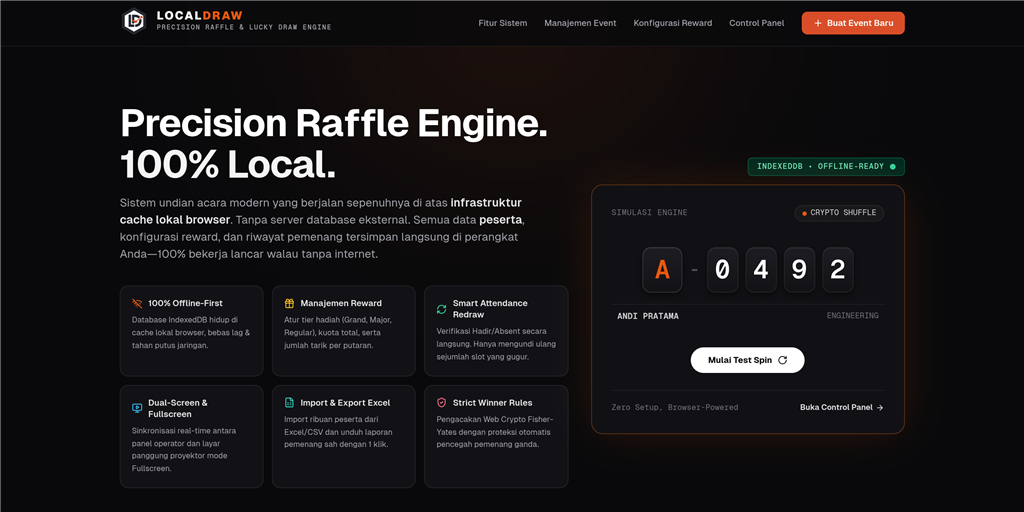 LOCALDRAW
PRECISION RAFFLE & LUCKY DRAW ENGINE
Fitur Sistem
Manajemen Event
Konfigurasi Reward
Control Panel
+ Buat Event Baru
Precision Raffle Engine.
100% Local.
Sistem undian acara modern yang berjalan sepenuhnya di atas infrastruktur
cache lokal browser. Tanpa server database eksternal. Semua data peserta,
konfigurasi reward, dan riwayat pemenang tersimpan langsung di perangkat
Anda—100% bekerja lancar walau tanpa internet.
100% Offline-First
Database IndexedDB hidup di
cache lokal browser, bebas lag &
tahan putus jaringan.
Manajemen Reward
Atur tier hadiah (Grand, Major,
Regular), kuota total, serta
jumlah tarik per putaran.
Smart Attendance
Redraw
Verifikasi Hadir/Absent secara
langsung. Hanya mengundi ulang
sejumlah slot yang gugur.
Dual-Screen &
Fullscreen
Sinkronisasi real-time antara
panel operator dan layar
panggung proyektor mode
Fullscreen.
Import & Export Excel
Import ribuan peserta dari
Excel/CSV dan unduh laporan
pemenang sah dengan 1 klik.
Strict Winner Rules
Pengacakan Web Crypto Fisher-
Yates dengan proteksi otomatis
pencegah pemenang ganda.
INDEXEDDB • OFFLINE-READY
SIMULASI ENGINE
CRYPTO SHUFFLE
A - 0 4 9 2
ANDI PRATAMA
ENGINEERING
Mulai Test Spin
Zero Setup, Browser-Powered
Buka Control Panel →